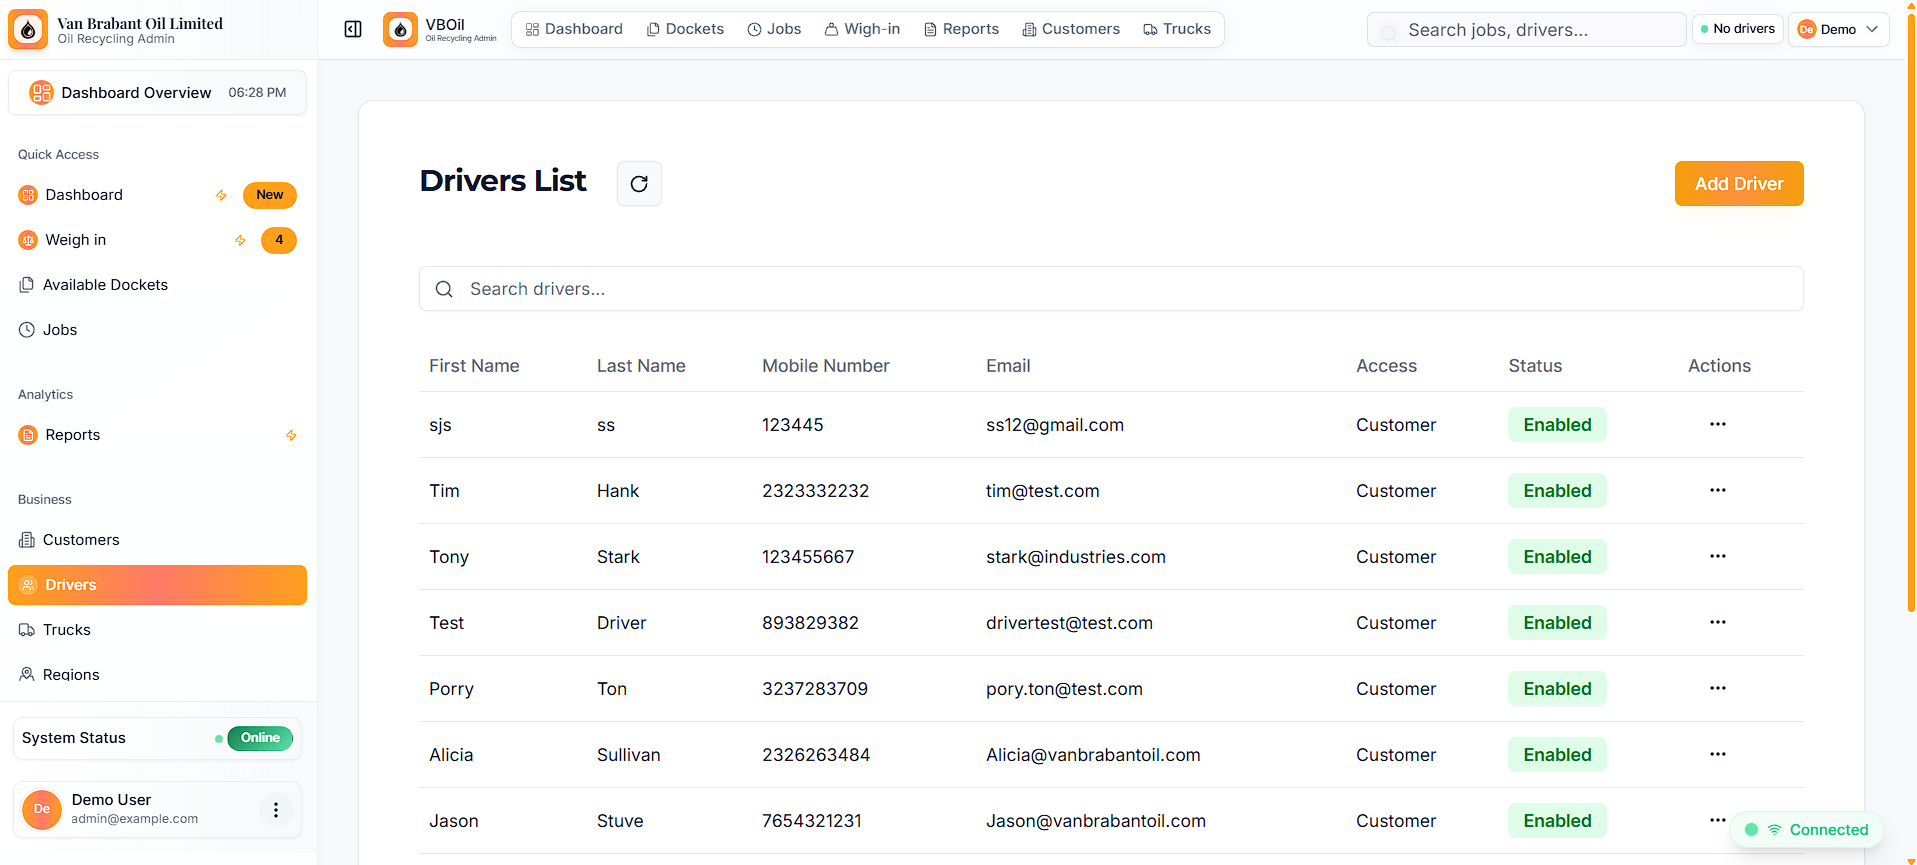 Van Brabant Oil Limited
Oil Recycling Admin
VBOil
Oil Recycling Admin
Dashboard Dockets Jobs Wigh-in Reports Customers Trucks
Search jobs, drivers...
No drivers
De Demo
Dashboard Overview 06:28 PM
Quick Access
Dashboard New
Weigh in 4
Available Dockets
Jobs
Analytics
Reports
Business
Customers
Drivers
Trucks
Regions
System Status Online
De
Demo User
admin@example.com
Drivers List
Add Driver
Search drivers...
First Name Last Name Mobile Number Email Access Status Actions
sjs ss 123445 ss12@gmail.com Customer Enabled
Tim Hank 2323332232 tim@test.com Customer Enabled
Tony Stark 123455667 stark@industries.com Customer Enabled
Test Driver 893829382 drivertest@test.com Customer Enabled
Porry Ton 3237283709 pory.ton@test.com Customer Enabled
Alicia Sullivan 2326263484 Alicia@vanbrabantoil.com Customer Enabled
Jason Stuve 7654321231 Jason@vanbrabantoil.com Customer Enabled
Connected